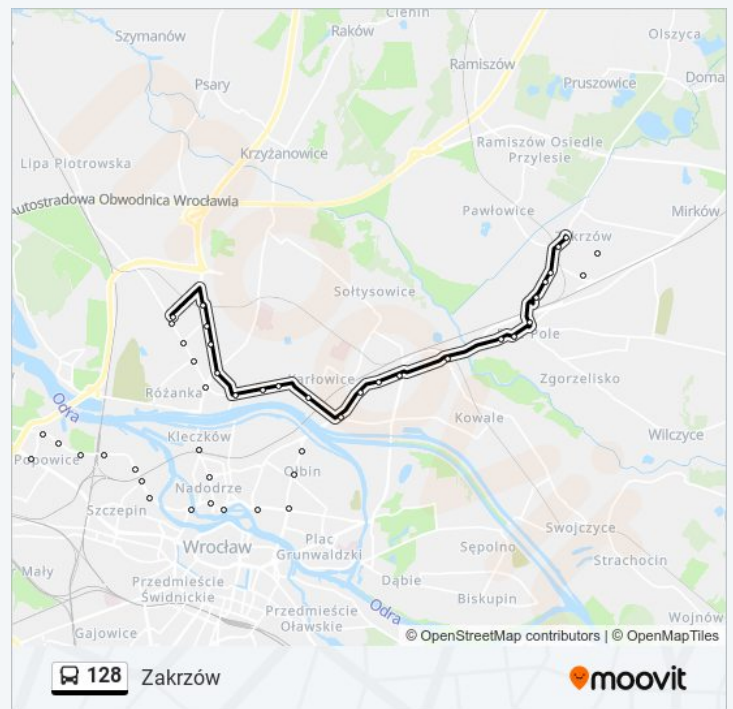 Cienin
Szymanów
Raków
Olszyca
Ramiszów
Psary
Pruszowice
Doma
Krzyżanowice
Ramiszów Osiedle
Przylesie
Lipa Piotrowska
Autostradowa Obwodnica Wrocławia
Pawłowice
Mirków
Zakrzów
Sołtysowice
Pole
Karłowice
Zgorzelisko
Różanka
Odra
Kleczków
Kowale
Wilczyce
Popowice
Ołbin
Nadodrze
Szczepin
Swojczyce
Plac
Grunwaldzki
Wrocław
Sępolno
Strachocin
Mały
Przedmieście
Świdnickie
Dąbie
Biskupin
Przedmieście
Oławskie
Odra
Wojnów
Gajowice
© OpenStreetMap contributors | © OpenMapTiles
128 Zakrzów
moovit